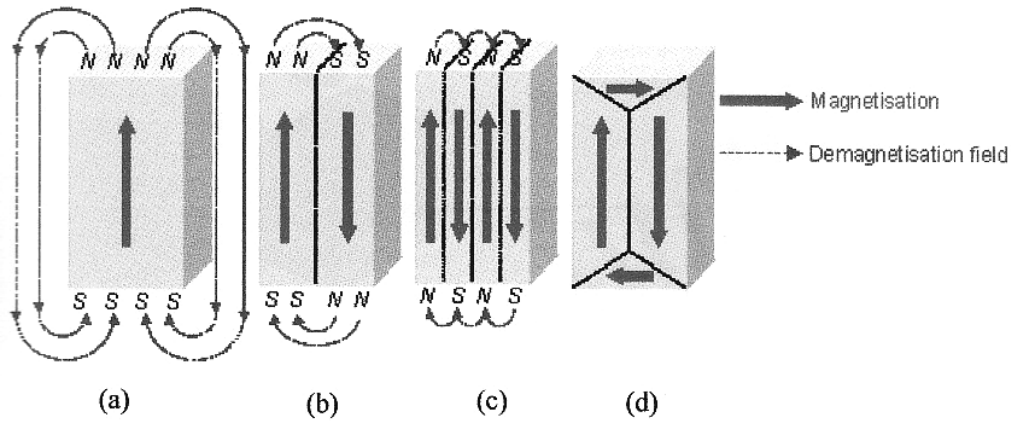 N N N N
N N S S
N S N S
Magnetisation
Demagnetisation field
S S S S
S S N N
N S N S
(a)
(b)
(c)
(d)